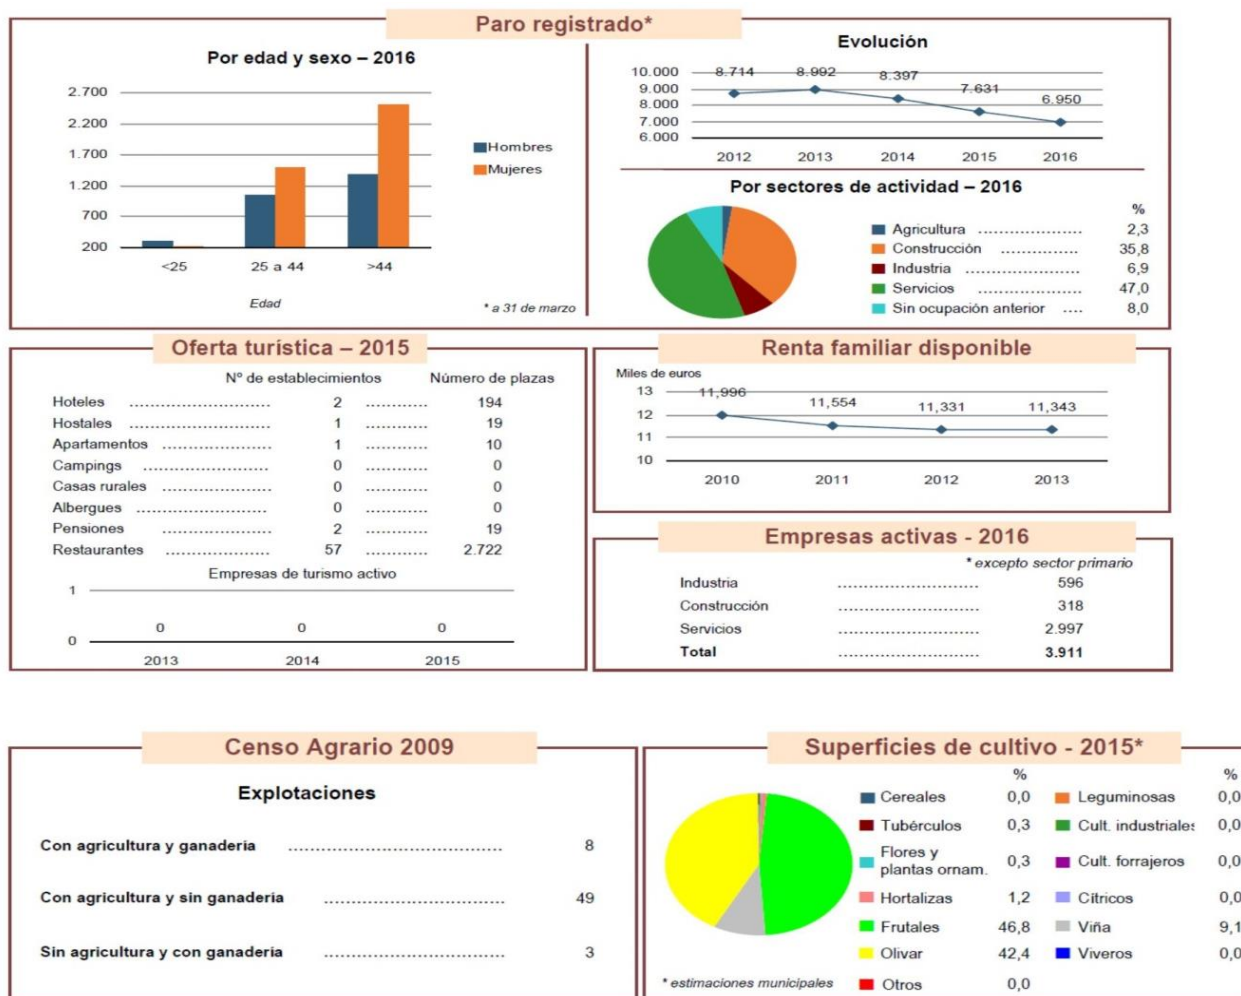 Paro registrado*
Por edad y sexo – 2016
2.700
2.200
1.700
1.200
700
200
<25 25 a 44 >44
Edad
Hombres
Mujeres
* a 31 de marzo
Evolución
10.000
9.000
8.000
7.000
6.000
8.714 8.992 8.397 7.631 6.950
2012 2013 2014 2015 2016
Por sectores de actividad – 2016
%
Agricultura ........................ 2,3
Construcción ........................ 35,8
Industria ........................ 6,9
Servicios ........................ 47,0
Sin ocupación anterior .... 8,0
Oferta turística – 2015
Nº de establecimientos Número de plazas
Hoteles ........................ 2 ............ 194
Hostales ........................ 1 ............ 19
Apartamentos ........................ 1 ............ 10
Campings ........................ 0 ............ 0
Casas rurales ........................ 0 ............ 0
Albergues ........................ 0 ............ 0
Pensiones ........................ 2 ............ 19
Restaurantes ........................ 57 ............ 2.722
Empresas de turismo activo
1
0
0 0 0
2013 2014 2015
Renta familiar disponible
Miles de euros
13
12
11
10
11,996 11,554 11,331 11,343
2010 2011 2012 2013
Empresas activas - 2016
* excepto sector primario
Industria ........................ 596
Construcción ........................ 318
Servicios ........................ 2.997
Total ........................ 3.911
Censo Agrario 2009
Explotaciones
Con agricultura y ganadería ........................ 8
Con agricultura y sin ganadería ........................ 49
Sin agricultura y con ganadería ........................ 3
Superficies de cultivo - 2015*
% %
Cereales 0,0 Leguminosas 0,0
Tubérculos 0,3 Cult. industriales 0,0
Flores y
plantas ornam. 0,3 Cult. forrajeros 0,0
Hortalizas 1,2 Cítricos 0,0
Frutales 46,8 Viña 9,1
Olivar 42,4 Viveros 0,0
Otros 0,0
* estimaciones municipales